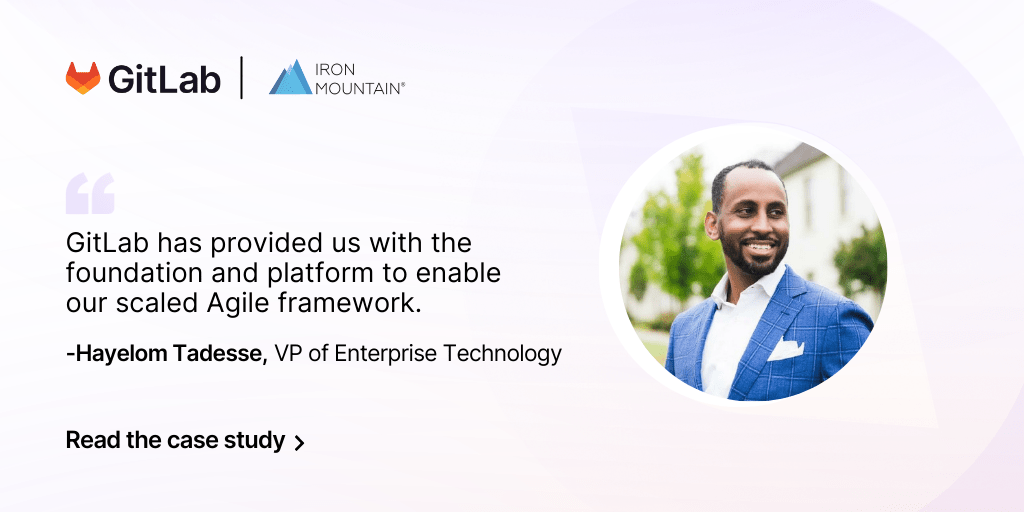 GitLab
IRON
MOUNTAIN®
GitLab has provided us with the
foundation and platform to enable
our scaled Agile framework.
-Hayelom Tadesse, VP of Enterprise Technology
Read the case study